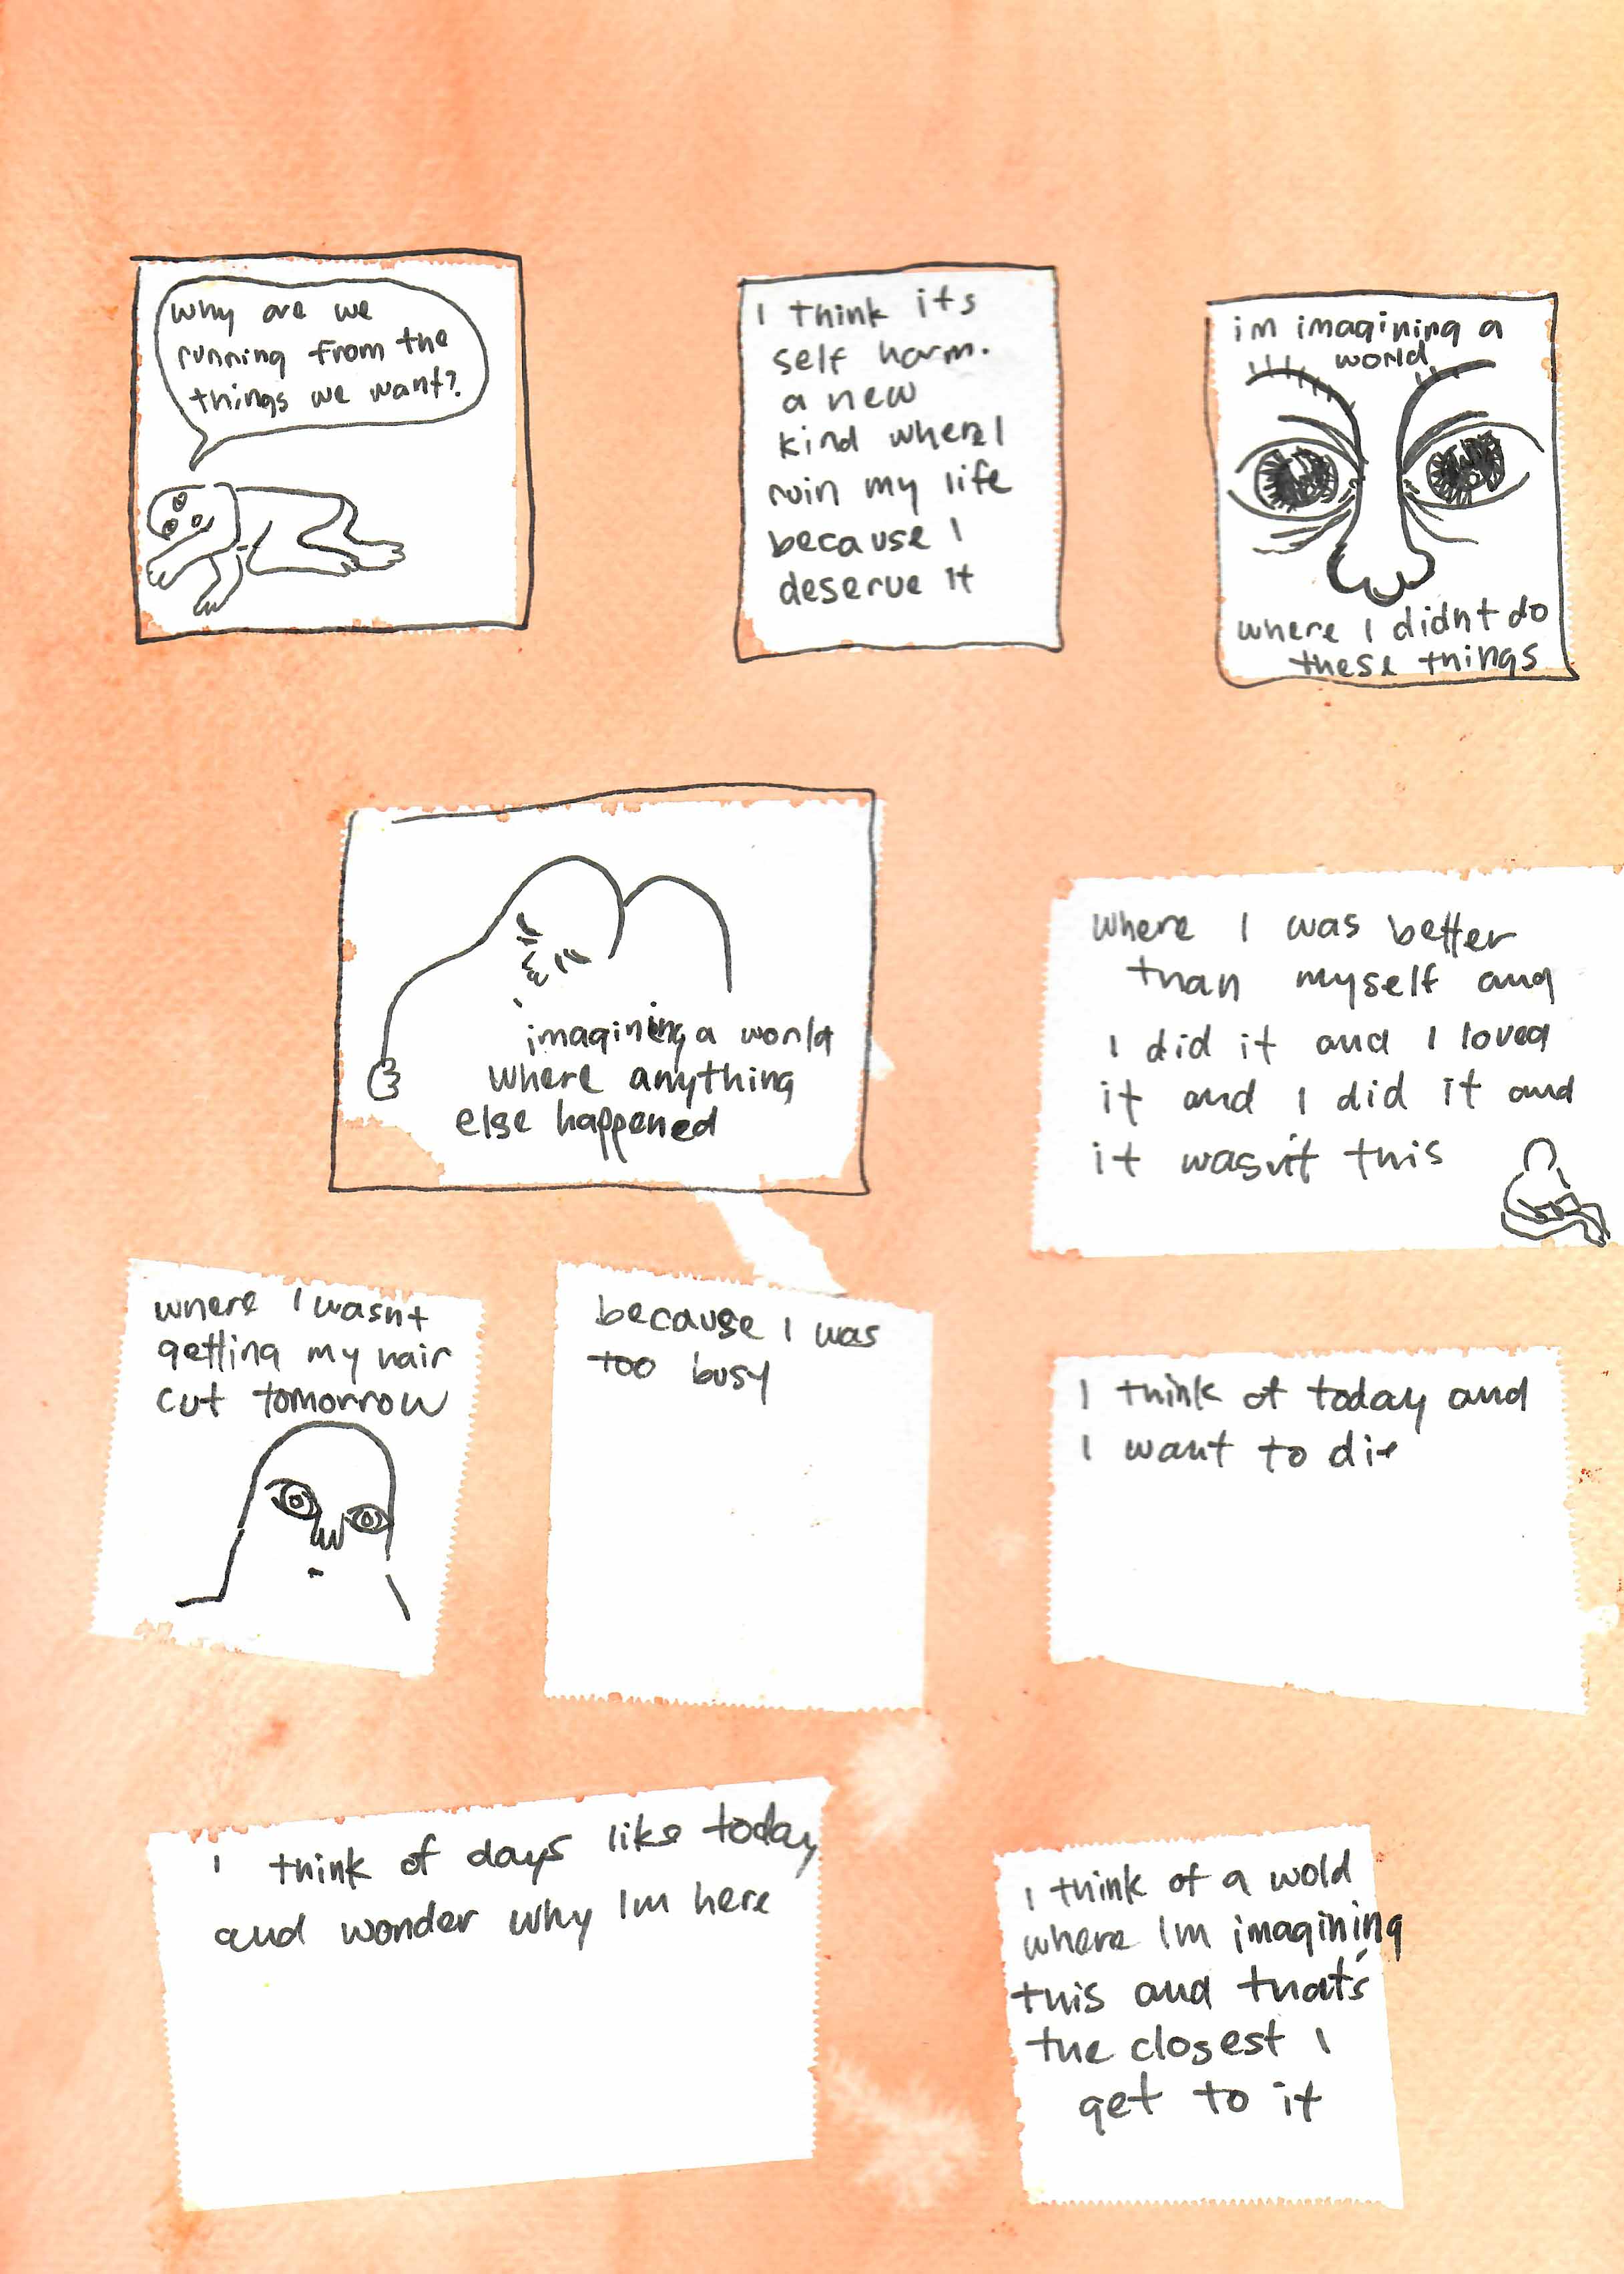 why are we
running from the
things we want?
I think its
self harm.
a new
kind where I
ruin my life
because I
deserve it
im imagining a
world
where I didnt do
these things
imagining a world
where anything
else happened
where I was better
than myself and
I did it and I loved
it and I did it and
it wasn't this
where I wasnt
getting my hair
cut tomorrow
because I was
too busy
I think of today and
I want to die
I think of days like today
and wonder why Im here
I think of a wold
where Im imagining
this and that's
the closest I
get to it